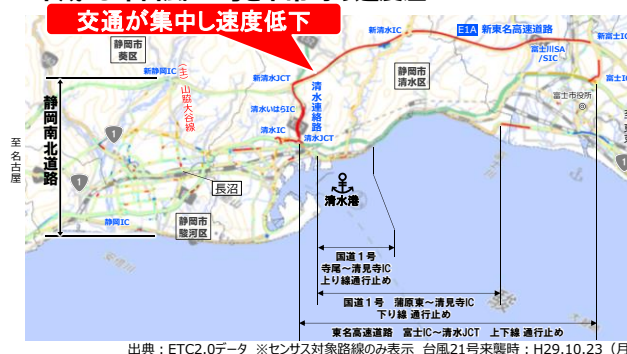 交通が集中し速度低下
新清水IC
E1A 新東名高速道路
静岡市
葵区
静岡市
清水区
富士川SA
/SIC
新富士IC
新静岡IC
新清水JCT
(主)山脇大谷線
清水連絡路
清水いはらIC
富士IC
富士市役所
静岡南北道路
1
清水IC
清水JCT
1
至 名古屋
1
長沼
清水港
静岡IC
静岡市
駿河区
国道1号
寺尾~清見寺IC
上り線通行止め
国道1号 蒲原東~清見寺IC
下り線 通行止め
東名高速道路 富士IC~清水JCT 上下線 通行止め
出典:ETC2.0データ ※センサス対象路線のみ表示 台風21号来襲時:H29.10.23(月